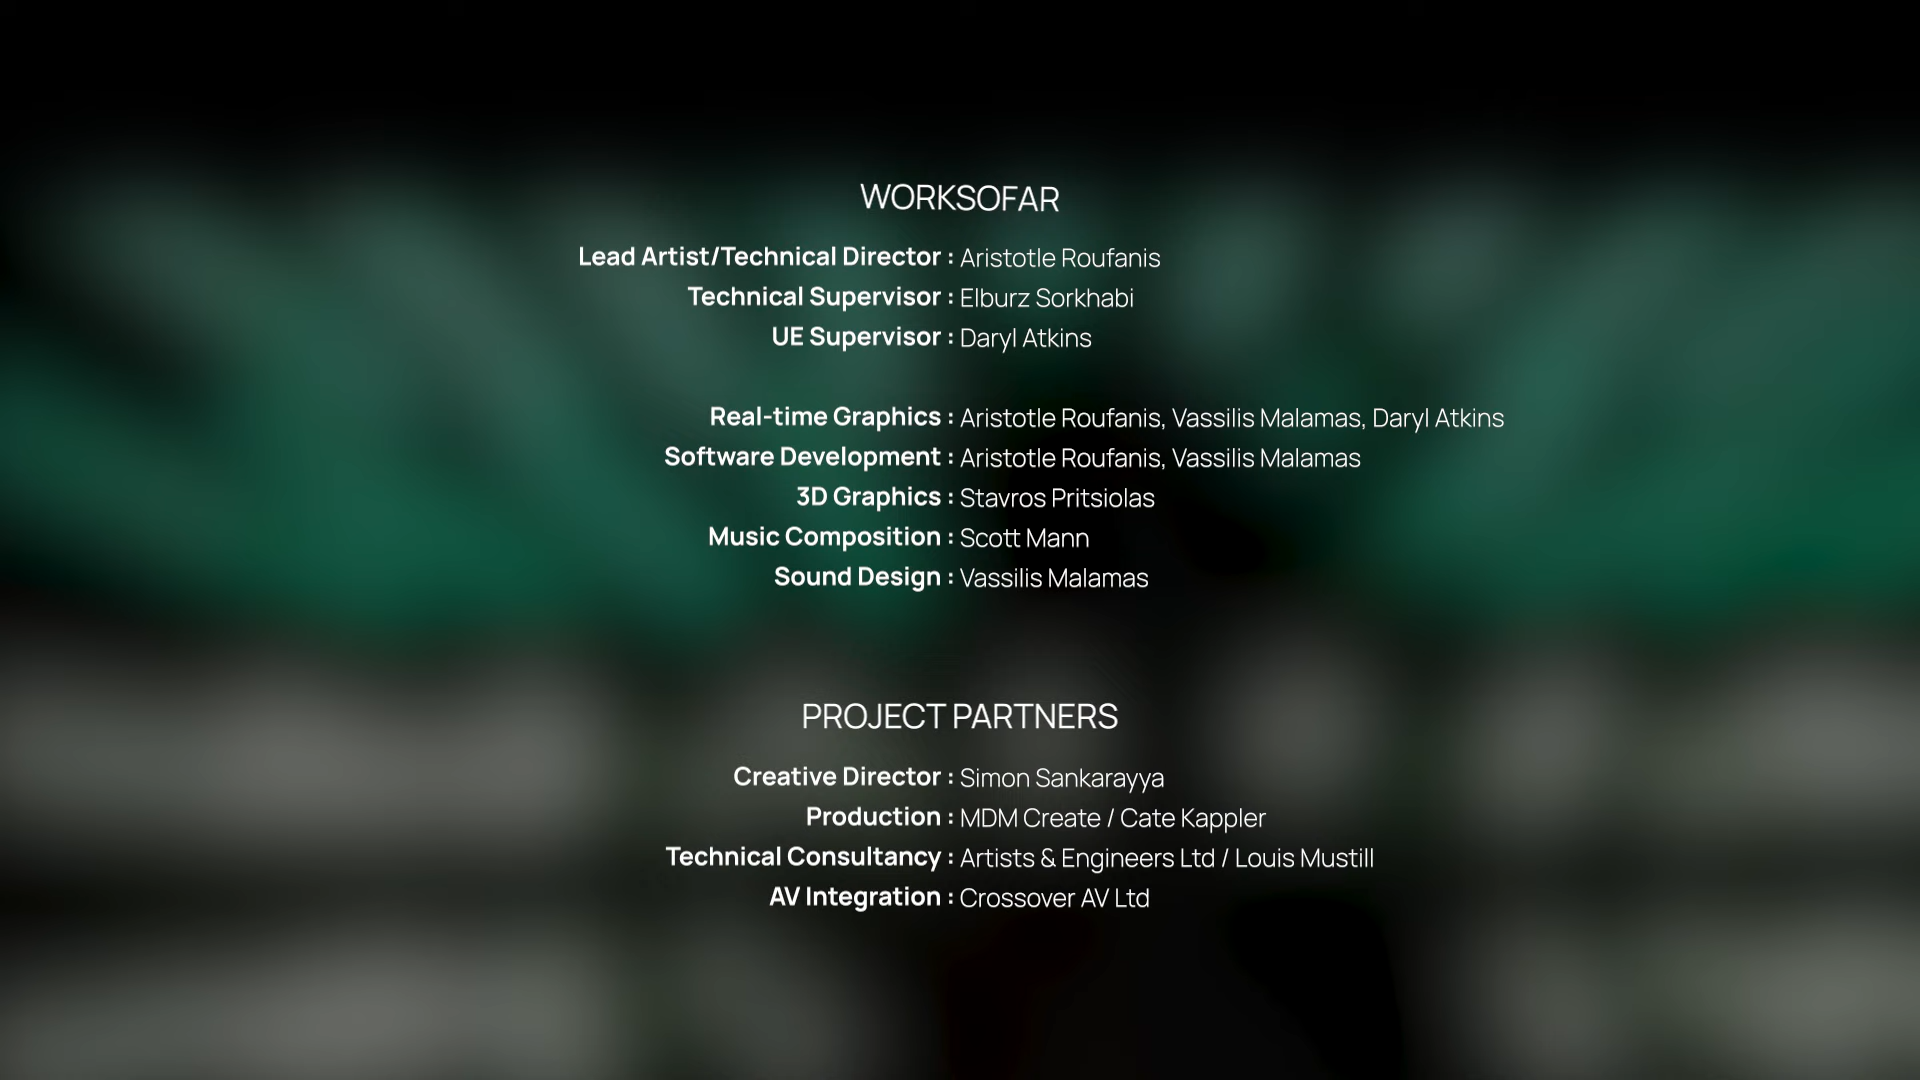 WORKSOFAR
Lead Artist/Technical Director : Aristotle Roufanis
Technical Supervisor : Elburz Sorkhabi
UE Supervisor : Daryl Atkins
Real-time Graphics : Aristotle Roufanis, Vassilis Malamas, Daryl Atkins
Software Development : Aristotle Roufanis, Vassilis Malamas
3D Graphics : Stavros Pritsiolas
Music Composition : Scott Mann
Sound Design : Vassilis Malamas
PROJECT PARTNERS
Creative Director : Simon Sankarayya
Production : MDM Create / Cate Kappler
Technical Consultancy : Artists & Engineers Ltd / Louis Mustill
AV Integration : Crossover AV Ltd